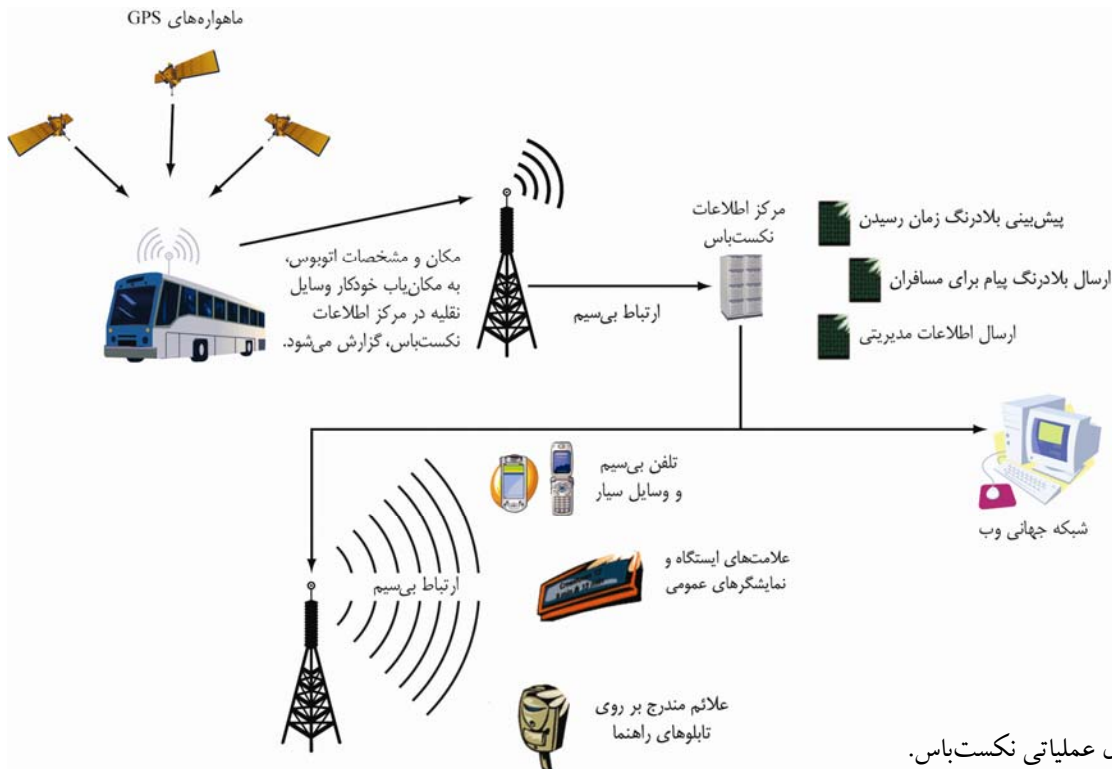 ماهواره‌های GPS
مکان و مشخصات اتوبوس،
به مکان‌یاب خودکار وسایل
نقلیه در مرکز اطلاعات
نکست‌باس، گزارش می‌شود.
ارتباط بی‌سیم
مرکز اطلاعات
نکست‌باس
پیش‌بینی بلادرنگ زمان رسیدن
ارسال بلادرنگ پیام برای مسافران
ارسال اطلاعات مدیریتی
شبکه جهانی وب
تلفن بی‌سیم
و وسایل سیار
علامت‌های ایستگاه و
نمایشگرهای عمومی
ارتباط بی‌سیم
علائم مندرج بر روی
تابلوهای راهنما
عملیاتی نکست‌باس.